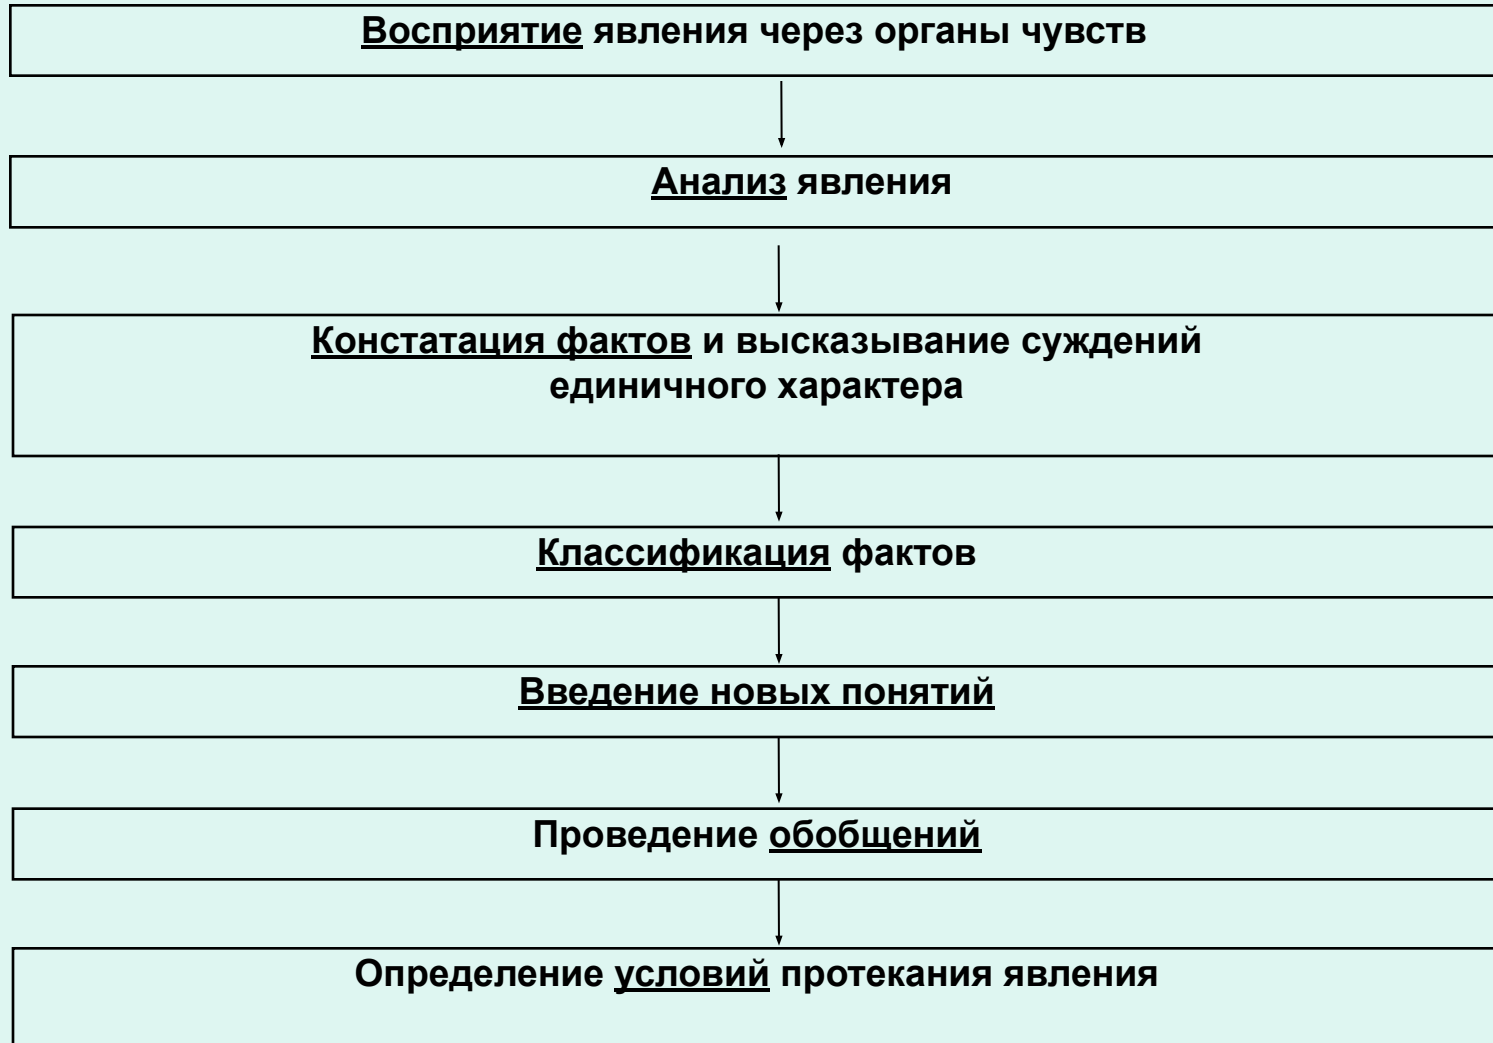 Восприятие явления через органы чувств
Анализ явления
Констатация фактов и высказывание суждений
единичного характера
Классификация фактов
Введение новых понятий
Проведение обобщений
Определение условий протекания явления